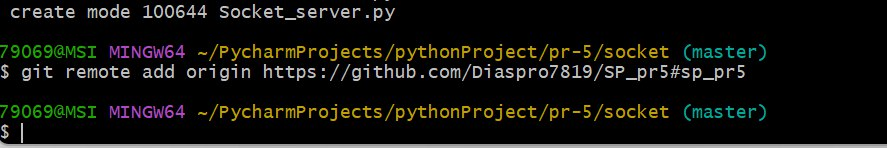 create mode 100644 Socket_server.py
79069@MSI MINGW64 ~/PycharmProjects/pythonProject/pr-5/socket (master)
$ git remote add origin https://github.com/Diaspro7819/SP_pr5#sp_pr5
79069@MSI MINGW64 ~/PycharmProjects/pythonProject/pr-5/socket (master)
$